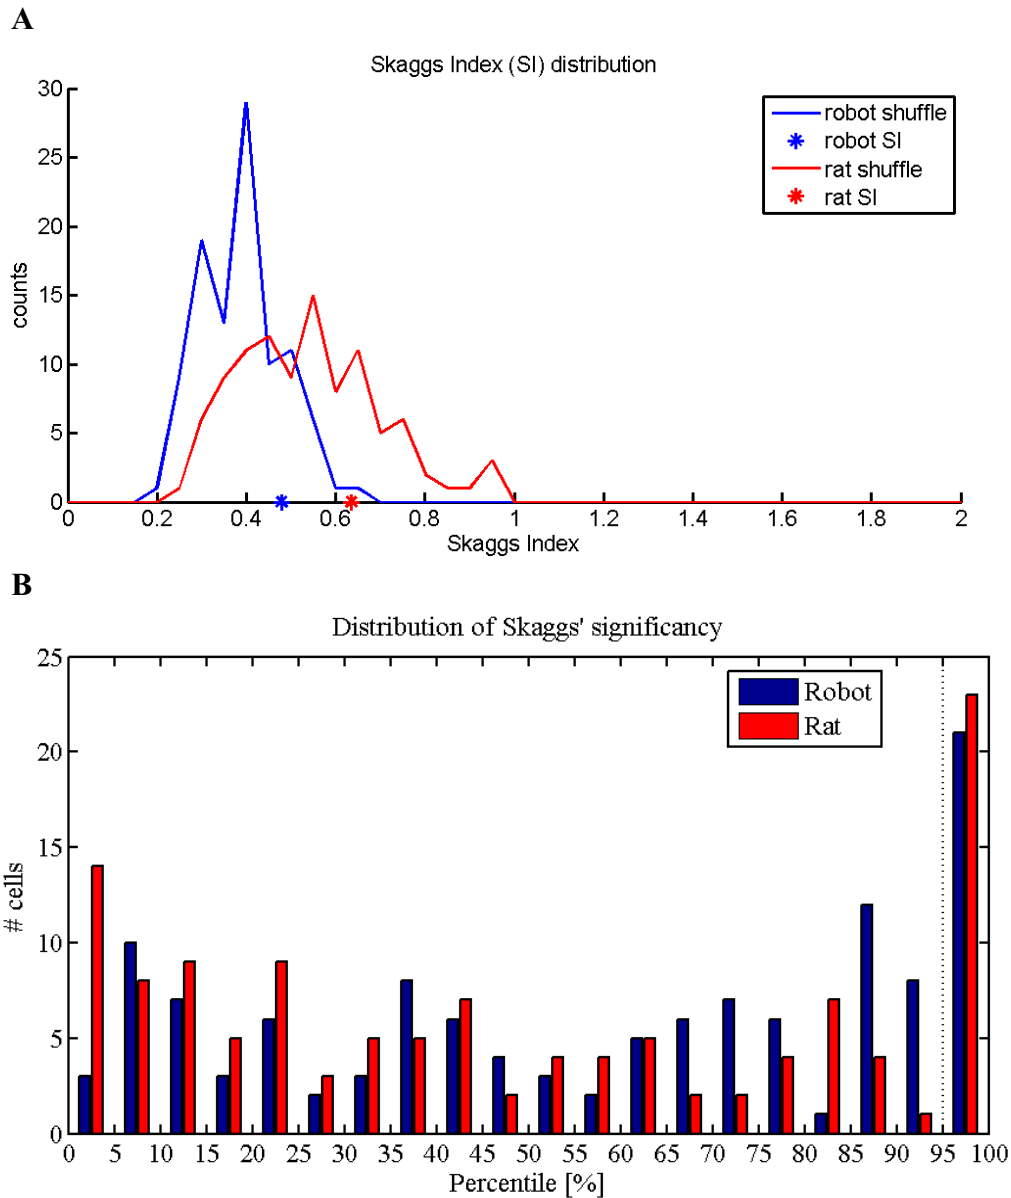 A
Skaggs Index (SI) distribution
30
25
20
15
10
5
0
counts
robot shuffle
robot SI
rat shuffle
rat SI
0 0.2 0.4 0.6 0.8 1 1.2 1.4 1.6 1.8 2
Skaggs Index
B
Distribution of Skaggs' significancy
25
20
15
10
5
0
# cells
Robot
Rat
0 5 10 15 20 25 30 35 40 45 50 55 60 65 70 75 80 85 90 95 100
Percentile [%]